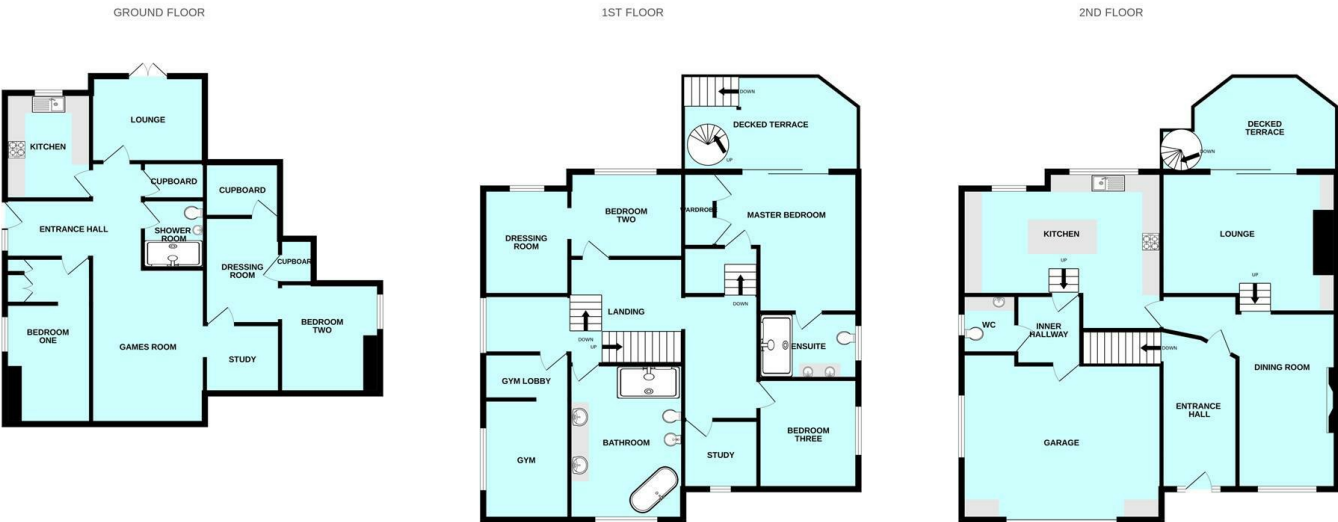 GROUND FLOOR
LOUNGE
KITCHEN
CUPBOARD
CUPBOARD
ENTRANCE HALL
SHOWER
ROOM
DRESSING
ROOM
CUPBOAR
BEDROOM
ONE
GAMES ROOM
STUDY
BEDROOM
TWO
1ST FLOOR
DOWN
DECKED TERRACE
UP
BEDROOM
TWO
DRESSING
ROOM
WARDROBE
MASTER BEDROOM
LANDING
DOWN
DOWN
UP
ENSUITE
GYM LOBBY
GYM
BATHROOM
STUDY
BEDROOM
THREE
2ND FLOOR
DECKED
TERRACE
DOWN
KITCHEN
LOUNGE
UP
UP
WC
INNER
HALLWAY
DOWN
DINING ROOM
ENTRANCE
HALL
GARAGE